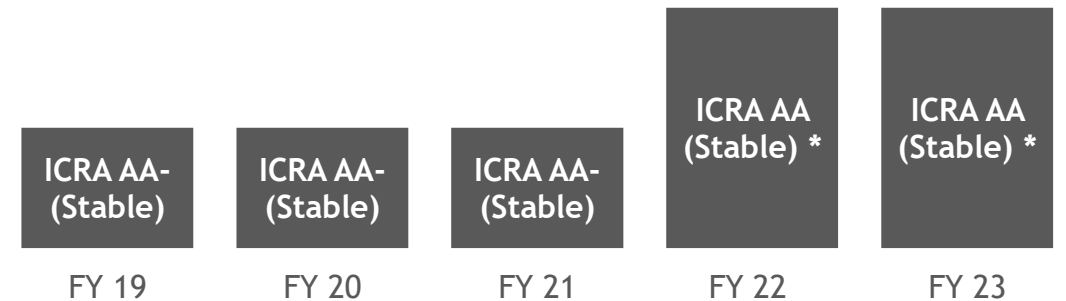 ICRA AA-
(Stable)
ICRA AA-
(Stable)
ICRA AA-
(Stable)
ICRA AA
(Stable) *
ICRA AA
(Stable) *
FY 19
FY 20
FY 21
FY 22
FY 23